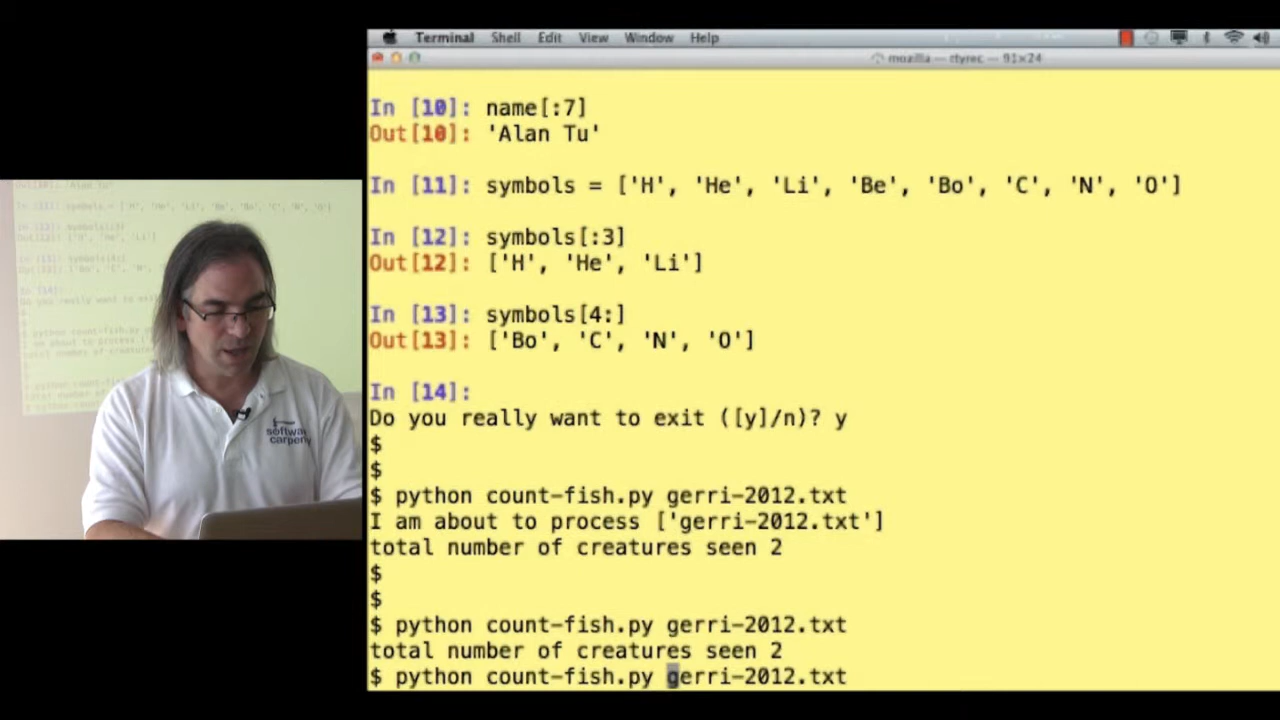 Terminal Shell Edit View Window Help
mozilla — ttyrec — 91×24
In [10]: name[:7]
Out[10]: 'Alan Tu'
In [11]: symbols = ['H', 'He', 'Li', 'Be', 'Bo', 'C', 'N', 'O']
In [12]: symbols[:3]
Out[12]: ['H', 'He', 'Li']
In [13]: symbols[4:]
Out[13]: ['Bo', 'C', 'N', 'O']
In [14]:
Do you really want to exit ([y]/n)? y
$
$
$ python count-fish.py gerri-2012.txt
I am about to process ['gerri-2012.txt']
total number of creatures seen 2
$
$
$ python count-fish.py gerri-2012.txt
total number of creatures seen 2
$ python count-fish.py gerri-2012.txt